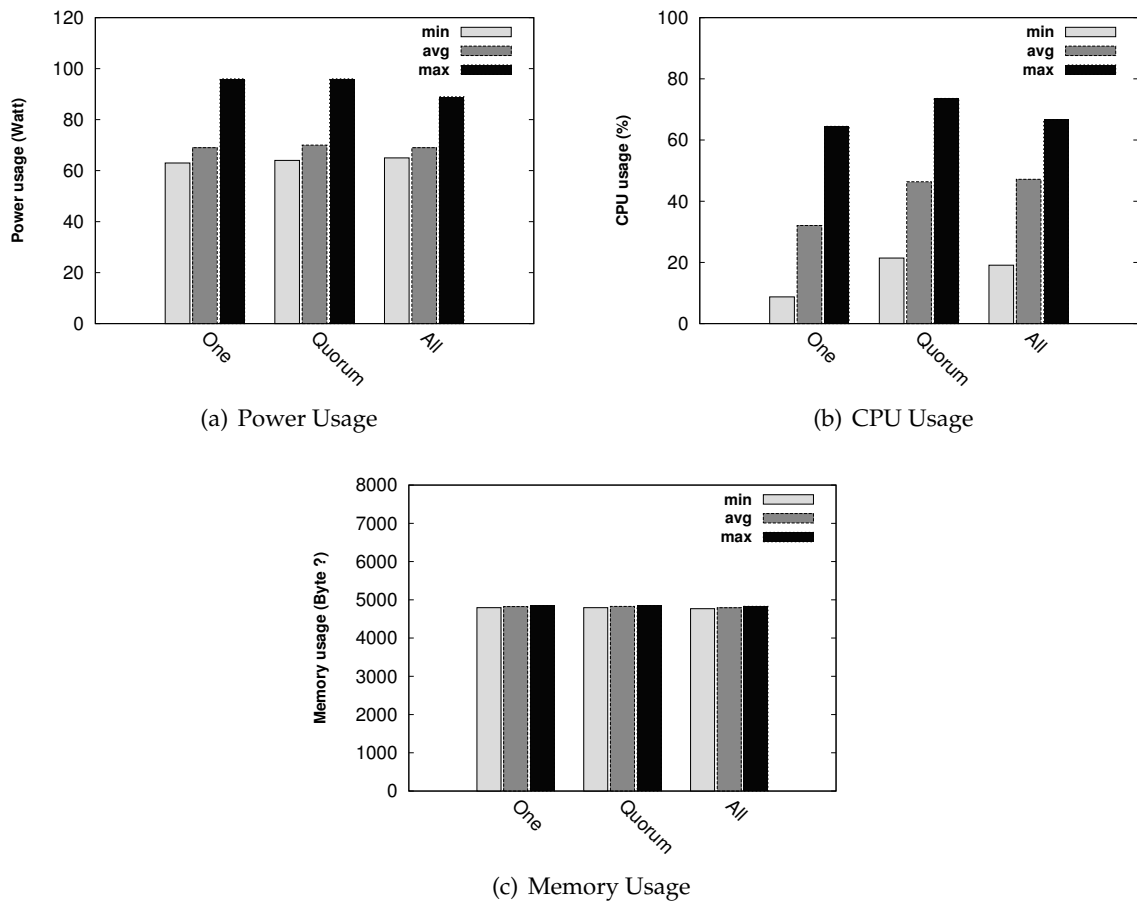 120
100
80
60
40
20
0
Power usage (Watt)
min
avg
max
One
Quorum
All
(a) Power Usage
100
80
60
40
20
0
CPU usage (%)
min
avg
max
One
Quorum
All
(b) CPU Usage
8000
7000
6000
5000
4000
3000
2000
1000
0
Memory usage (Byte ?)
min
avg
max
One
Quorum
All
(c) Memory Usage